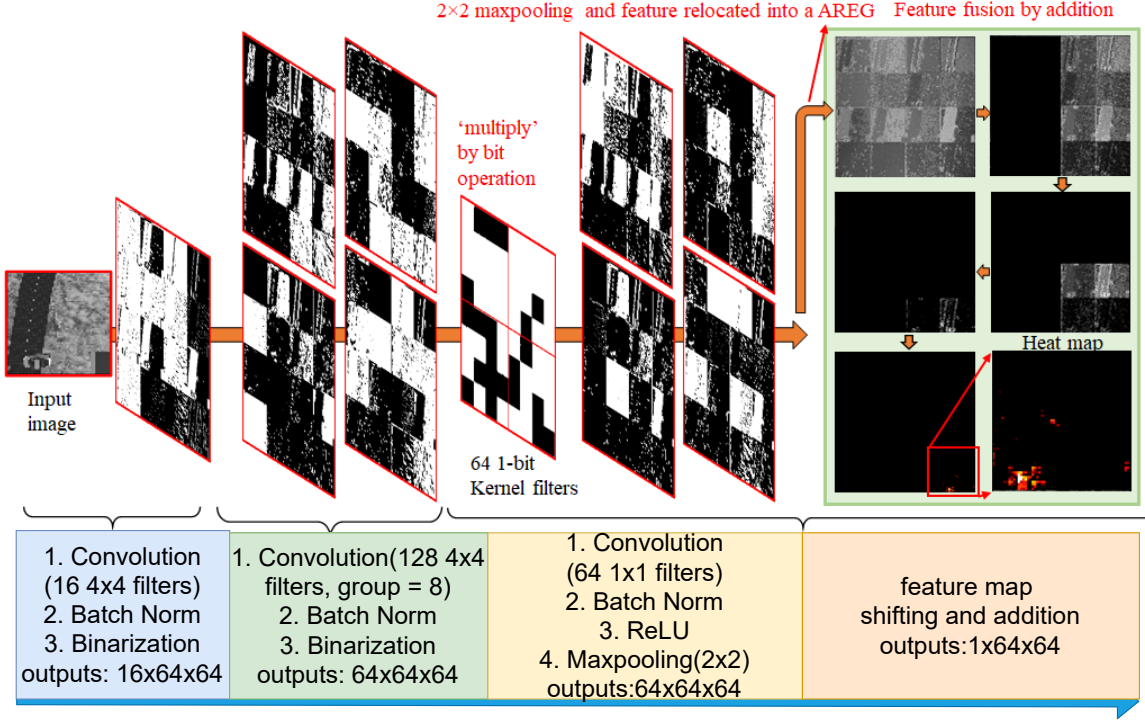 2×2 maxpooling and feature relocated into a AREG
Feature fusion by addition
‘multiply’
by bit
operation
Input
image
64 1-bit
Kernel filters
Heat map
1. Convolution
(16 4x4 filters)
2. Batch Norm
3. Binarization
outputs: 16x64x64
1. Convolution(128 4x4
filters, group = 8)
2. Batch Norm
3. Binarization
outputs: 64x64x64
1. Convolution
(64 1x1 filters)
2. Batch Norm
3. ReLU
4. Maxpooling(2x2)
outputs:64x64x64
feature map
shifting and addition
outputs:1x64x64